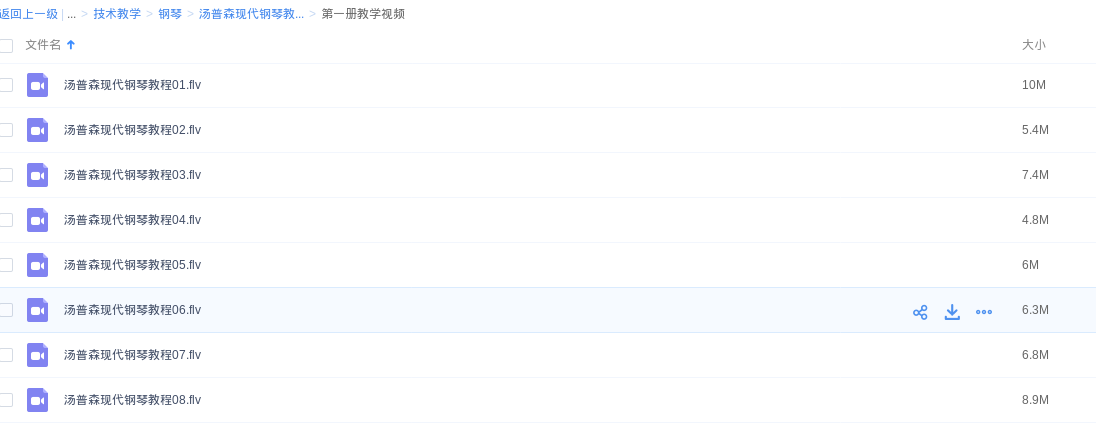 返回上一级 | ... > 技术教学 > 钢琴 > 汤普森现代钢琴教... > 第一册教学视频
文件名 大小
汤普森现代钢琴教程01.flv 10M
汤普森现代钢琴教程02.flv 5.4M
汤普森现代钢琴教程03.flv 7.4M
汤普森现代钢琴教程04.flv 4.8M
汤普森现代钢琴教程05.flv 6M
汤普森现代钢琴教程06.flv 6.3M
汤普森现代钢琴教程07.flv 6.8M
汤普森现代钢琴教程08.flv 8.9M